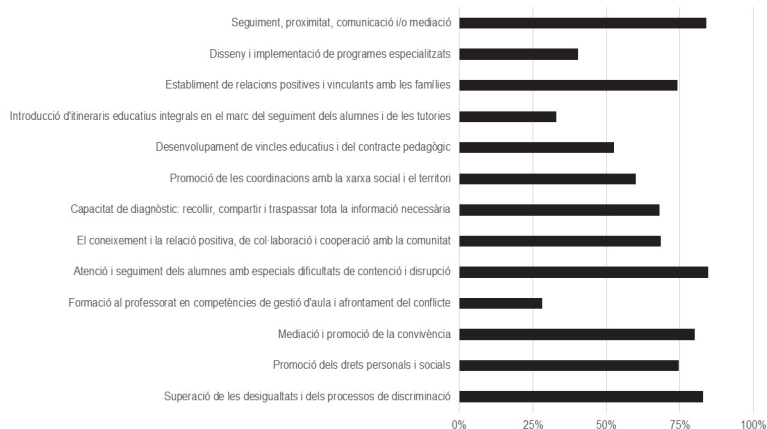 Seguiment, proximitat, comunicació i/o mediació
Disseny i implementació de programes especialitzats
Establiment de relacions positives i vinculants amb les famílies
Introducció d'itineraris educatius integrals en el marc del seguiment dels alumnes i de les tutories
Desenvolupament de vincles educatius i del contracte pedagògic
Promoció de les coordinacions amb la xarxa social i el territori
Capacitat de diagnòstic: recollir, compartir i traspassar tota la informació necessària
El coneixement i la relació positiva, de col·laboració i cooperació amb la comunitat
Atenció i seguiment dels alumnes amb especials dificultats de contenció i disrupció
Formació al professorat en competències de gestió d'aula i afrontament del conflicte
Mediació i promoció de la convivència
Promoció dels drets personals i socials
Superació de les desigualtats i dels processos de discriminació
0% 25% 50% 75% 100%